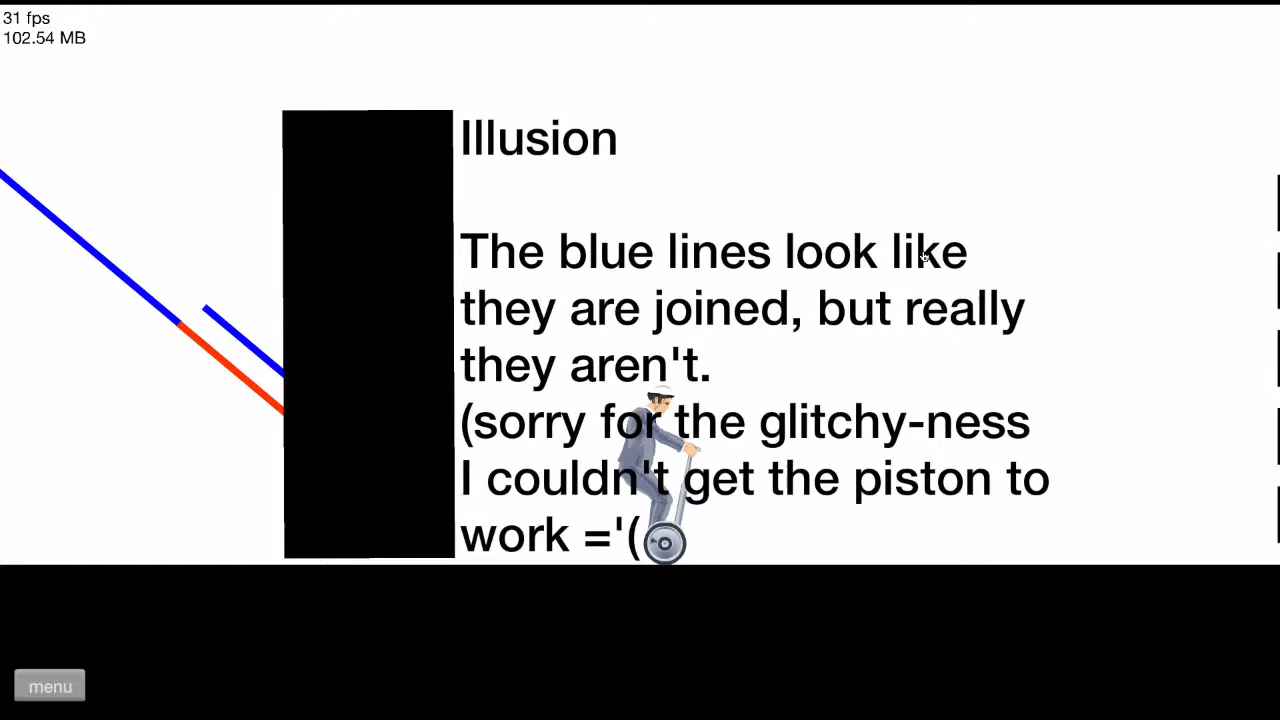 31 fps
102.54 MB
Illusion
The blue lines look like
they are joined, but really
they aren't.
(sorry for the glitchy-ness
I couldn't get the piston to
work ='(
menu